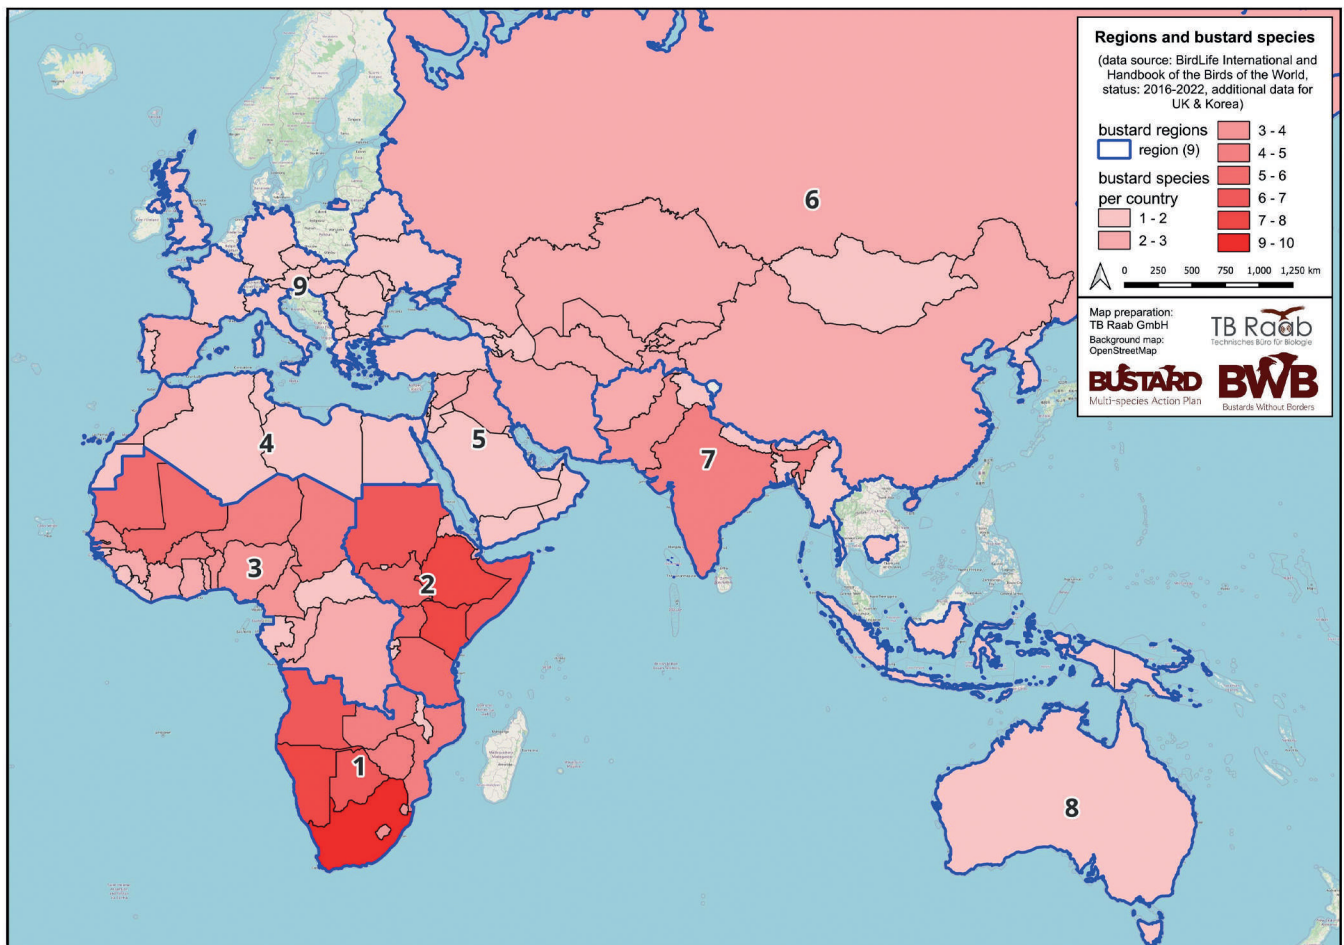 Regions and bustard species
(data source: BirdLife International and
Handbook of the Birds of the World,
status: 2016-2022, additional data for
UK & Korea)
bustard regions
region (9)
bustard species
per country
1 - 2
2 - 3
3 - 4
4 - 5
5 - 6
6 - 7
7 - 8
9 - 10
0 250 500 750 1,000 1,250 km
Map preparation:
TB Raab GmbH
Background map:
OpenStreetMap
TB Raab
Technisches Büro für Biologie
BUSTARD
Multi-species Action Plan
BWB
Bustards Without Borders
6
9
4
5
7
3
2
1
8